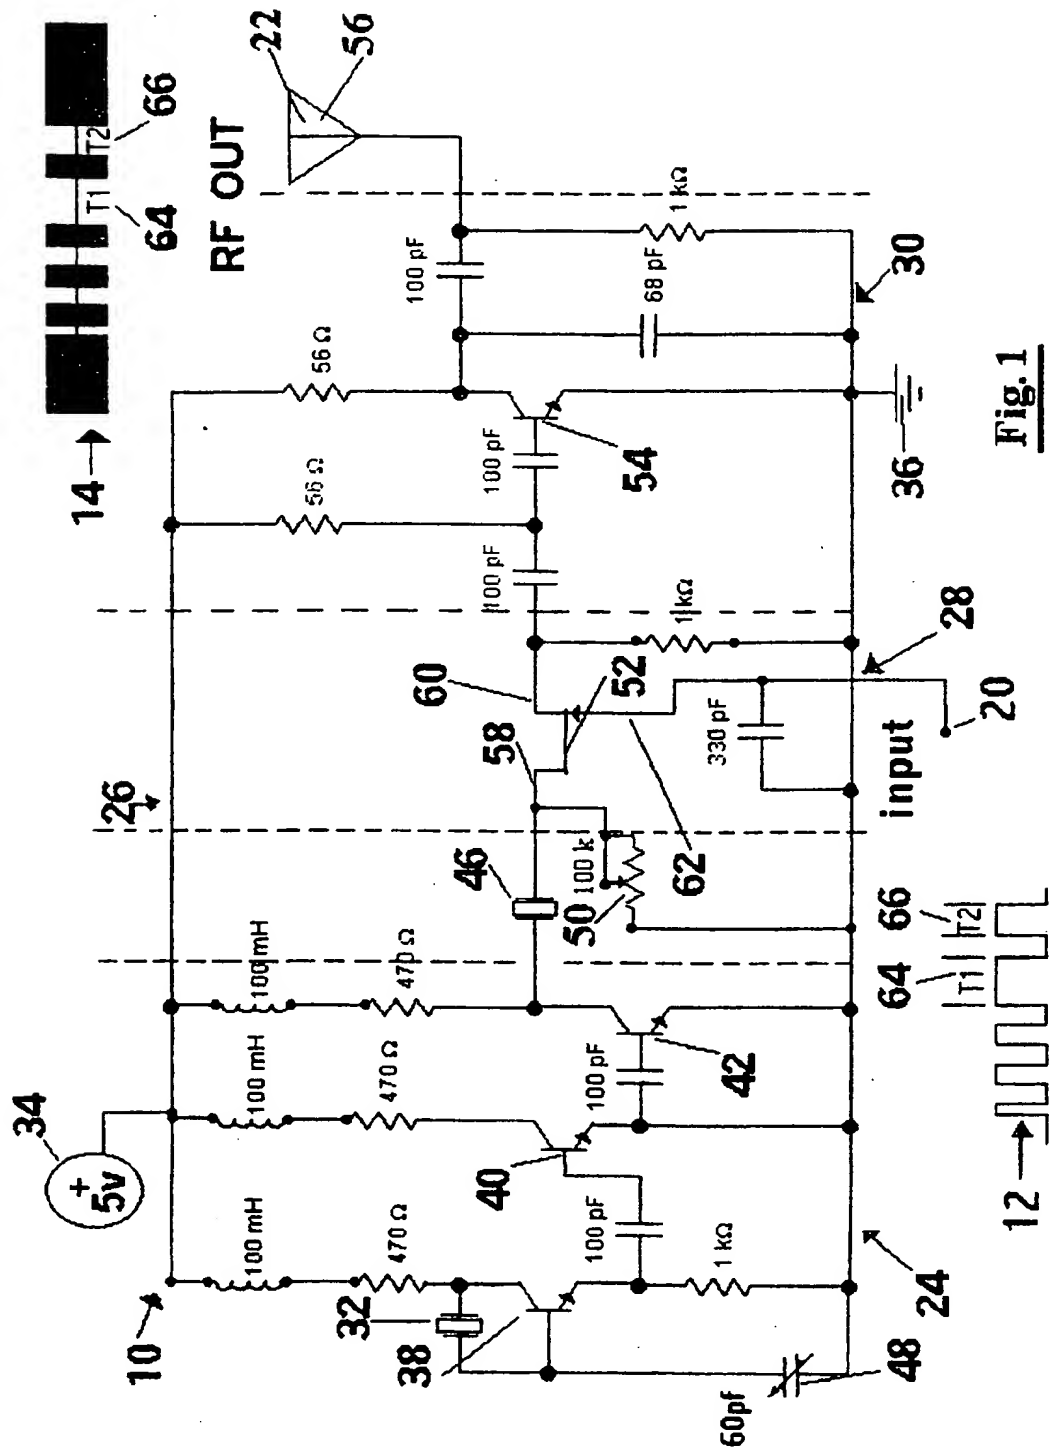 14
T1
T2
64
66
RF OUT
22
56
34
+
5v
10
26
100 mH
100 mH
100 mH
470 Ω
470 Ω
470 Ω
56 Ω
56 Ω
32
38
40
46
58
60
100 pF
100 pF
100 pF
54
100 k
50
62
52
1 kΩ
68 pF
1 kΩ
100 pF
100 pF
42
1 kΩ
60pf
48
330 pF
24
input
20
28
36
30
12
64
66
T1
T2
Fig.1